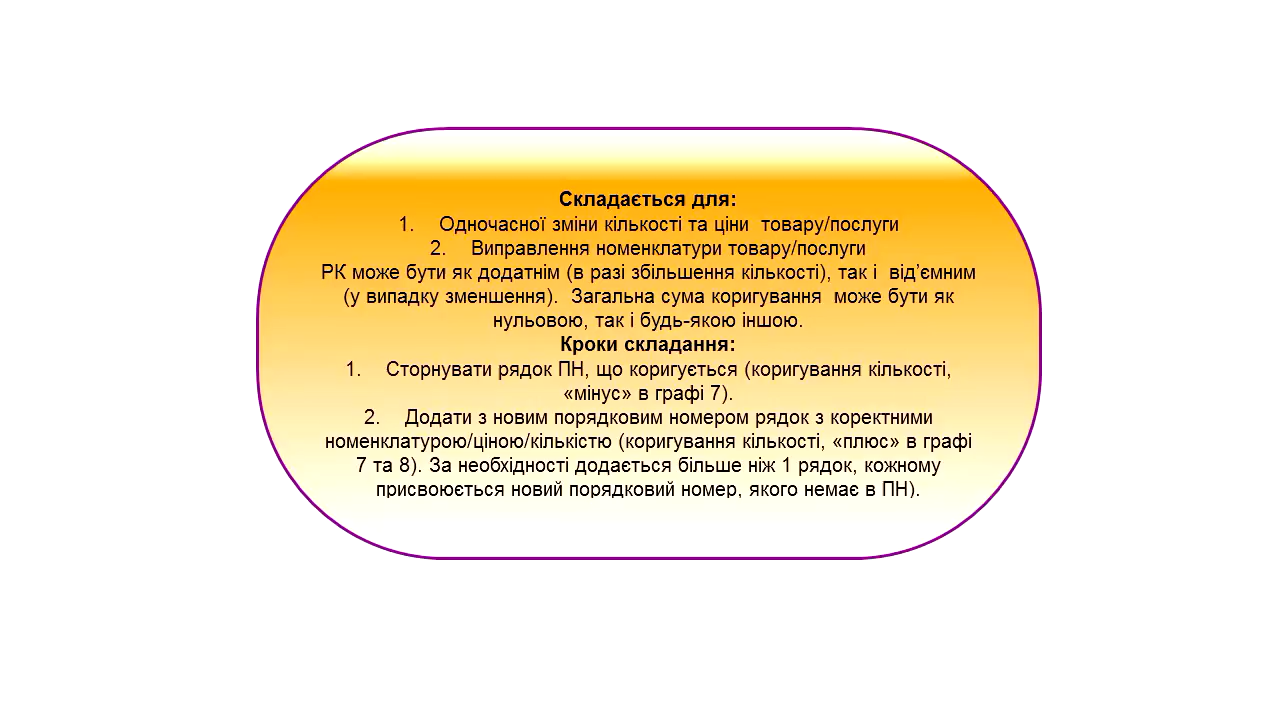 Складається для:
1. Одночасної зміни кількості та ціни товару/послуги
2. Виправлення номенклатури товару/послуги
РК може бути як додатнім (в разі збільшення кількості), так і від’ємним
(у випадку зменшення). Загальна сума коригування може бути як
нульовою, так і будь-якою іншою.
Кроки складання:
1. Сторнувати рядок ПН, що коригується (коригування кількості,
«мінус» в графі 7).
2. Додати з новим порядковим номером рядок з коректними
номенклатурою/ціною/кількістю (коригування кількості, «плюс» в графі
7 та 8). За необхідності додається більше ніж 1 рядок, кожному
присвоюється новий порядковий номер, якого немає в ПН).